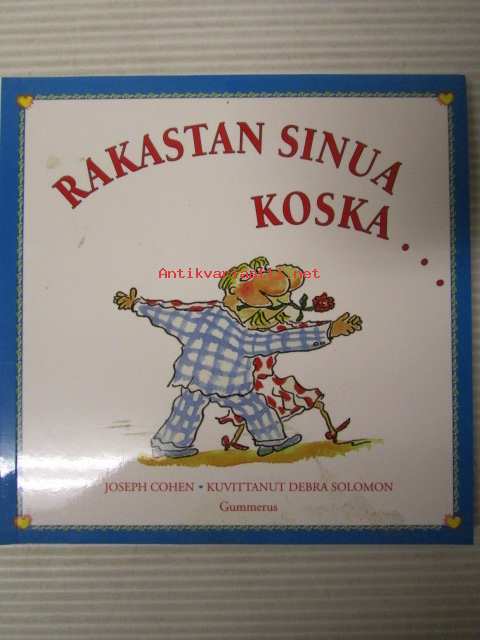 RAKASTAN SINUA
KOSKA...
Antikvariaatti.net
JOSEPH COHEN • KUVITTANUT DEBRA SOLOMON
Gummerus